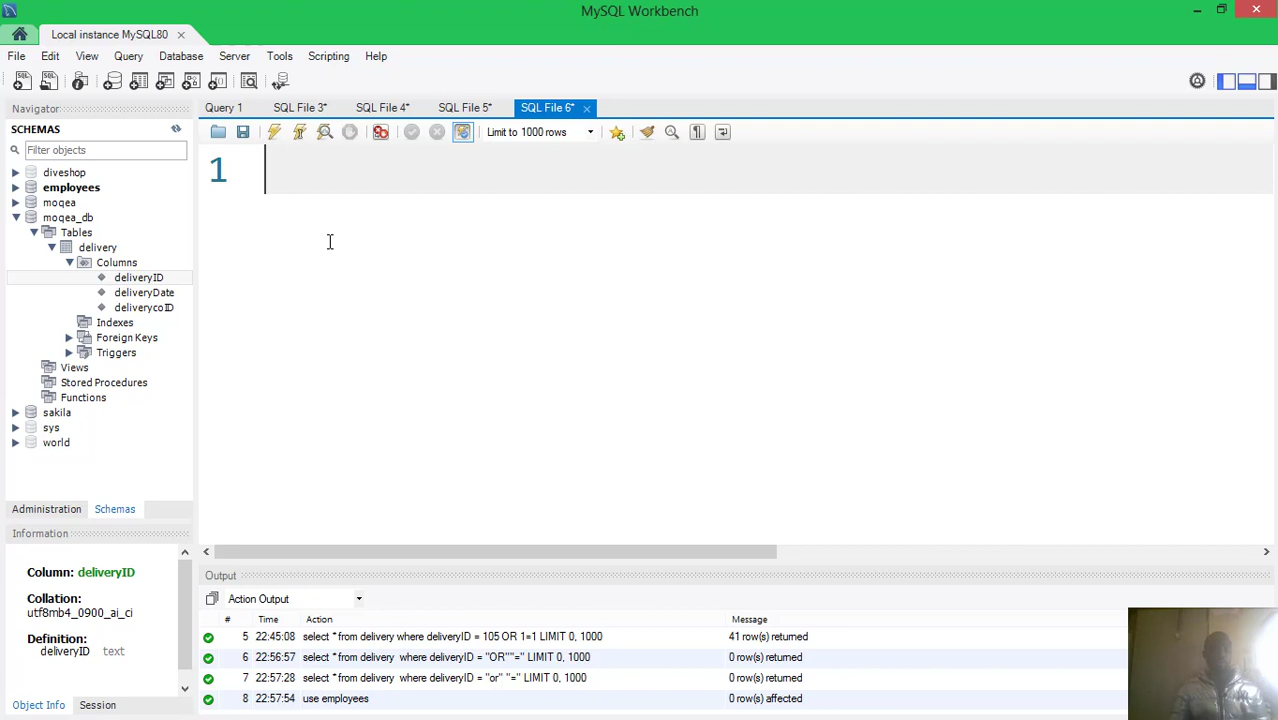 MySQL Workbench
Local instance MySQL80
File Edit View Query Database Server Tools Scripting Help
Navigator
SCHEMAS
Filter objects
diveshop
employees
moqea
moqea_db
Tables
delivery
Columns
deliveryID
deliveryDate
deliverycoID
Indexes
Foreign Keys
Triggers
Views
Stored Procedures
Functions
sakila
sys
world
Administration Schemas
Information
Column: deliveryID
Collation:
utf8mb4_0900_ai_ci
Definition:
deliveryID text
Object Info Session
Query 1 SQL File 3* SQL File 4* SQL File 5* SQL File 6*
Limit to 1000 rows
1
Output
Action Output
# Time Action Message
5 22:45:08 select * from delivery where deliveryID = 105 OR 1=1 LIMIT 0, 1000 41 row(s) returned
6 22:56:57 select * from delivery where deliveryID = "OR""=" LIMIT 0, 1000 0 row(s) returned
7 22:57:28 select * from delivery where deliveryID = "or" "=" LIMIT 0, 1000 0 row(s) returned
8 22:57:54 use employees 0 row(s) affected